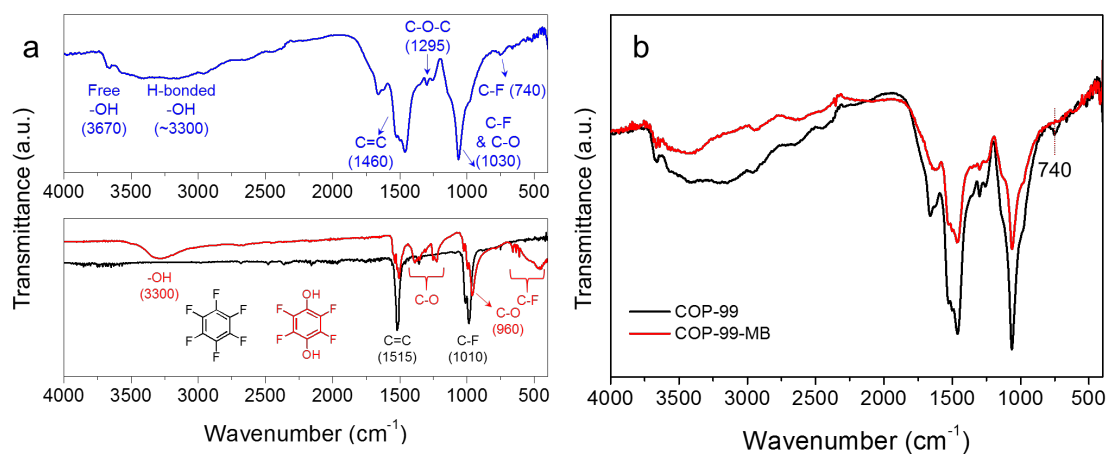 a
Transmittance (a.u.)
C-O-C
(1295)
Free
-OH
(3670)
H-bonded
-OH
(~3300)
C=C
(1460)
C-F (740)
C-F
& C-O
(1030)
4000 3500 3000 2500 2000 1500 1000 500
-OH
(3300)
F
F
F
F
F
F
OH
F
F
F
F
OH
C=C
(1515)
C-O
C-F
(1010)
C-O
(960)
C-F
4000 3500 3000 2500 2000 1500 1000 500
Wavenumber (cm⁻¹)
b
Transmittance (a.u.)
740
COP-99
COP-99-MB
4000 3500 3000 2500 2000 1500 1000 500
Wavenumber (cm⁻¹)